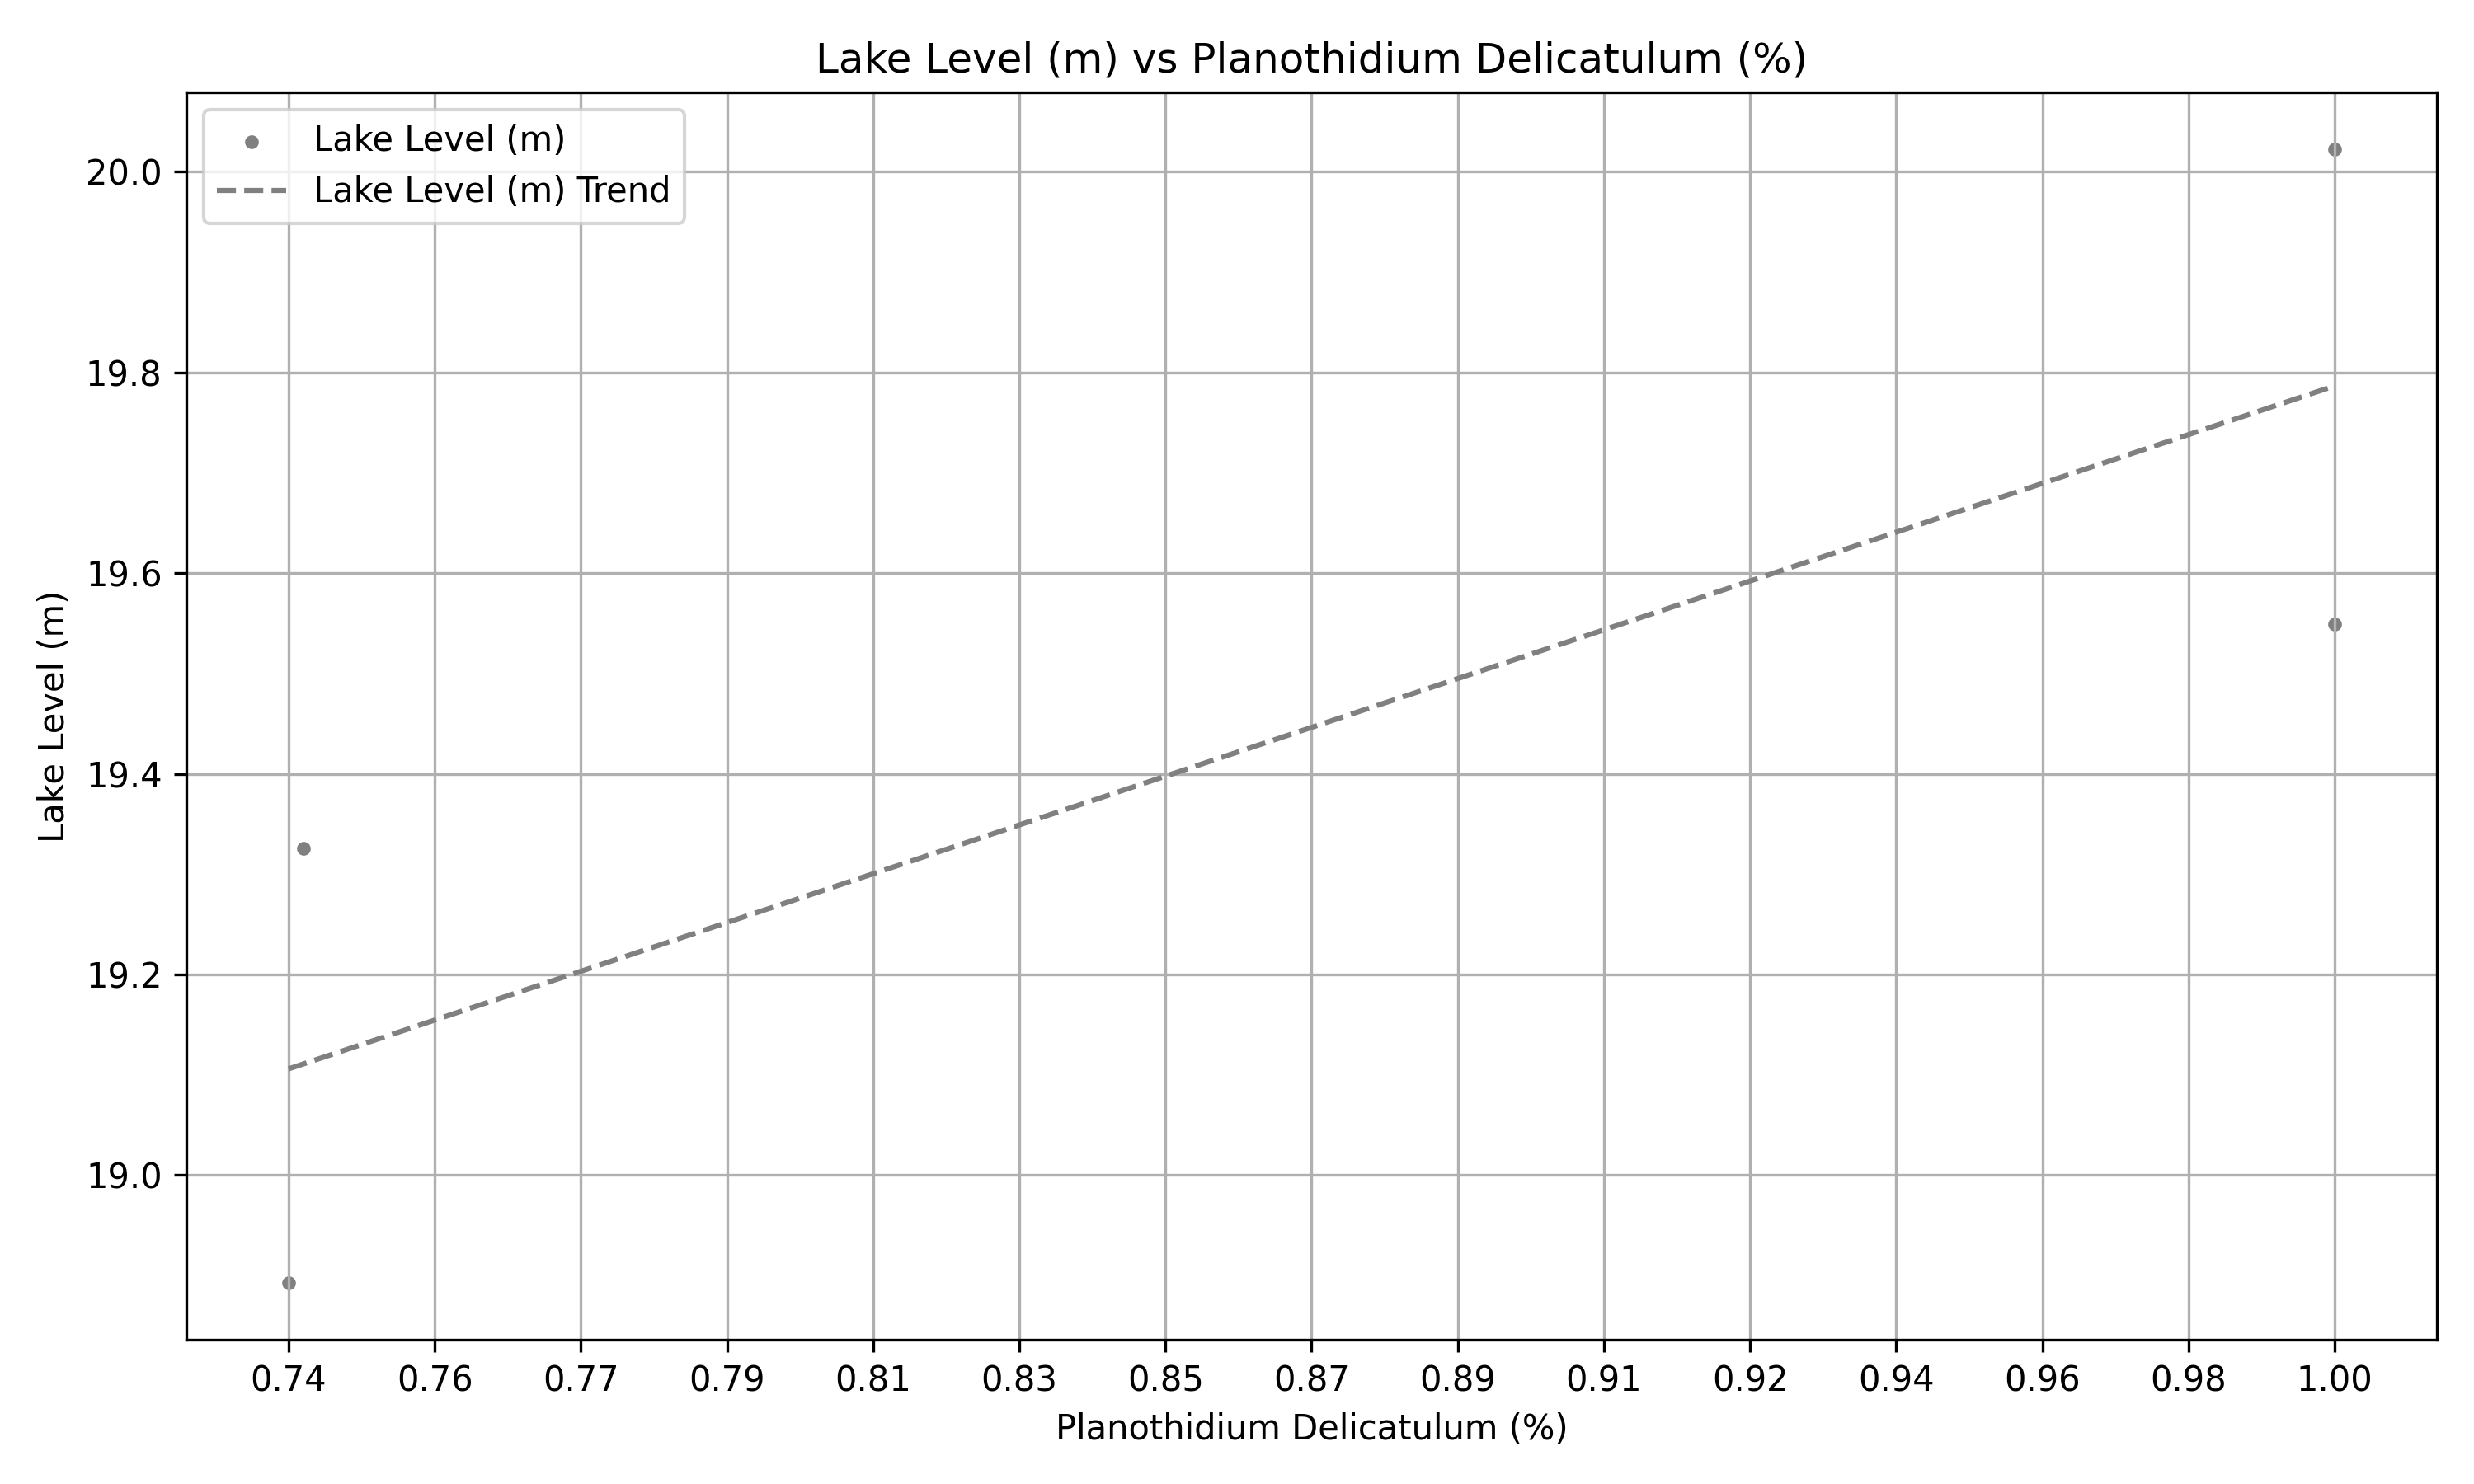 Lake Level (m) vs Planothidium Delicatulum (%)
Lake Level (m)
Lake Level (m) Trend
Lake Level (m)
20.0
19.8
19.6
19.4
19.2
19.0
0.74 0.76 0.77 0.79 0.81 0.83 0.85 0.87 0.89 0.91 0.92 0.94 0.96 0.98 1.00
Planothidium Delicatulum (%)